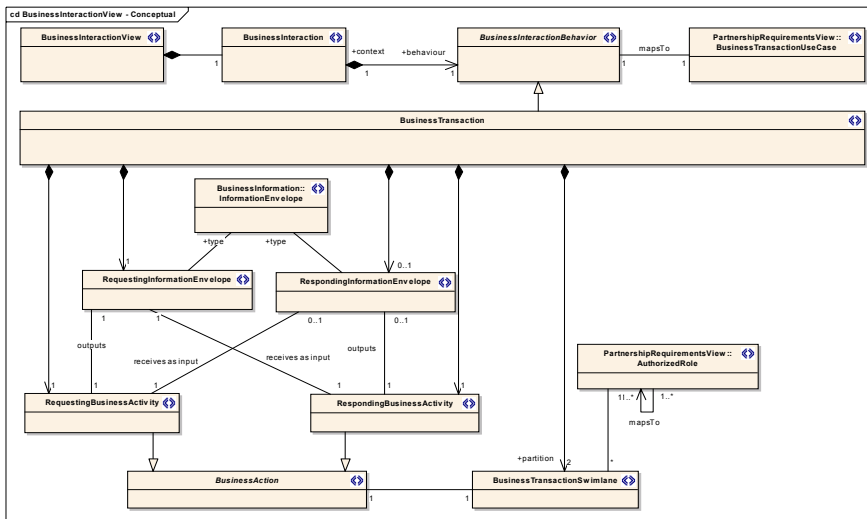 cd BusinessInteractionView - Conceptual
BusinessInteractionView
BusinessInteraction
BusinessInteractionBehavior
PartnershipRequirementsView::
BusinessTransactionUseCase
+context
+behaviour
mapsTo
1
1
1
1
1
BusinessTransaction
BusinessInformation::
InformationEnvelope
+type
+type
1
0..1
RequestingInformationEnvelope
RespondingInformationEnvelope
1
1
0..1
0..1
outputs
receives as input
outputs
receives as input
PartnershipRequirementsView::
AuthorizedRole
1
1
1
1
1
1
RequestingBusinessActivity
RespondingBusinessActivity
1..*
1..*
mapsTo
+partition
2
*
BusinessAction
BusinessTransactionSwimlane
1
1